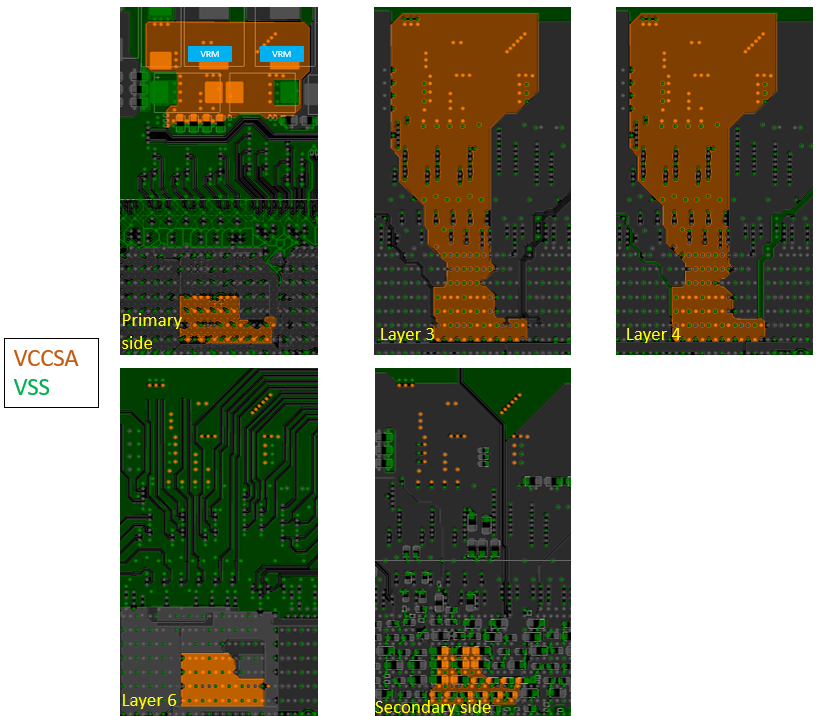 VRM VRM
Primary
side
Layer 3
Layer 4
VCCSA
VSS
Layer 6
Secondary side